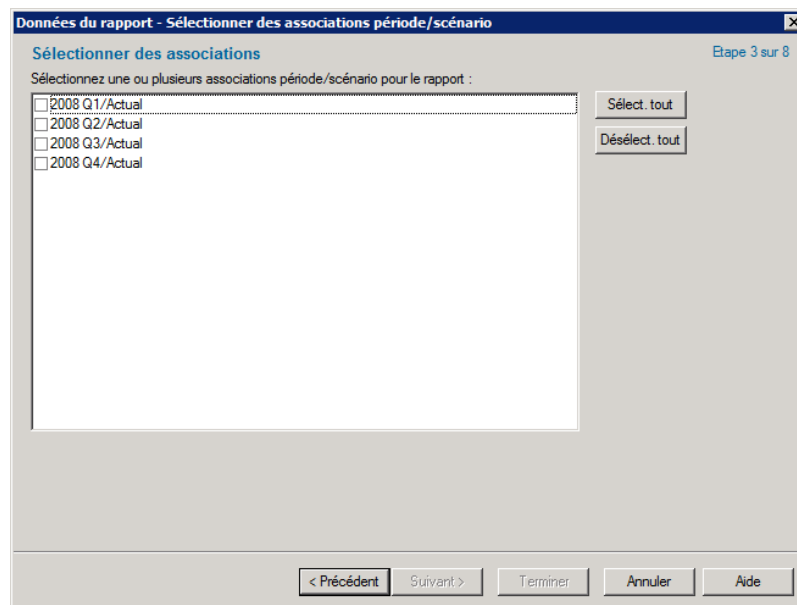 Données du rapport - Sélectionner des associations période/scénario
Sélectionner des associations
Etape 3 sur 8
Sélectionnez une ou plusieurs associations période/scénario pour le rapport :
2008 Q1/Actual
2008 Q2/Actual
2008 Q3/Actual
2008 Q4/Actual
Sélect. tout
Désélect. tout
< Précédent
Suivant >
Terminer
Annuler
Aide